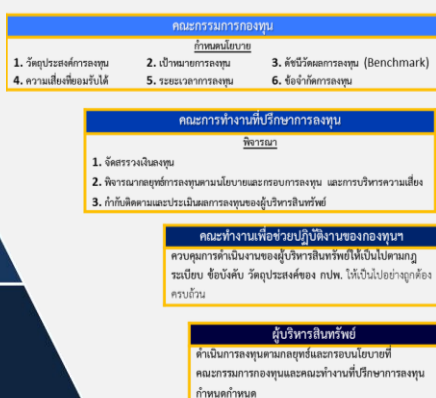 คณะกรรมการกองทุน
กำหนดนโยบาย
1. วัตถุประสงค์การลงทุน 2. เป้าหมายการลงทุน 3. ดัชนีวัดผลการลงทุน (Benchmark)
4. ความเสี่ยงที่ยอมรับได้ 5. ระยะเวลาการลงทุน 6. ข้อจำกัดการลงทุน
คณะการทำงานที่ปรึกษาการลงทุน
พิจารณา
1. จัดสรรวงเงินลงทุน
2. พิจารณากลยุทธ์การลงทุนตามนโยบายและกรอบการลงทุน และการบริหารความเสี่ยง
3. กำกับติดตามและประเมินผลการลงทุนของผู้บริหารสินทรัพย์
คณะทำงานเพื่อช่วยปฏิบัติงานของกองทุนฯ
ควบคุมการดำเนินงานของผู้บริหารสินทรัพย์ให้เป็นไปตามกฎ
ระเบียบ ข้อบังคับ วัตถุประสงค์ของ กปพ. ให้เป็นไปอย่างถูกต้อง
ครบถ้วน
ผู้บริหารสินทรัพย์
ดำเนินการลงทุนตามกลยุทธ์และกรอบนโยบายที่
คณะกรรมการกองทุนและคณะทำงานที่ปรึกษาการลงทุน
กำหนดกำหนด